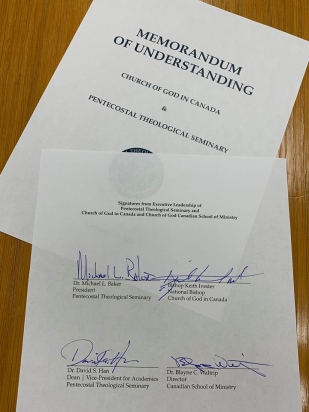 MEMORANDUM
OF UNDERSTANDING
CHURCH OF GOD IN CANADA
&
PENTECOSTAL THEOLOGICAL SEMINARY
Signatures from Executive Leadership of
Pentecostal Theological Seminary and
Church of God in Canada and Church of God Canadian School of Ministry
Michael L. Baker
Dr. Michael L. Baker
President
Pentecostal Theological Seminary
Bishop Keith Ivester
National Bishop
Church of God in Canada
Dr. David S. Han
Dean | Vice-President for Academics
Pentecostal Theological Seminary
Dr. Blayne C.
Director
Canadian School of Ministry